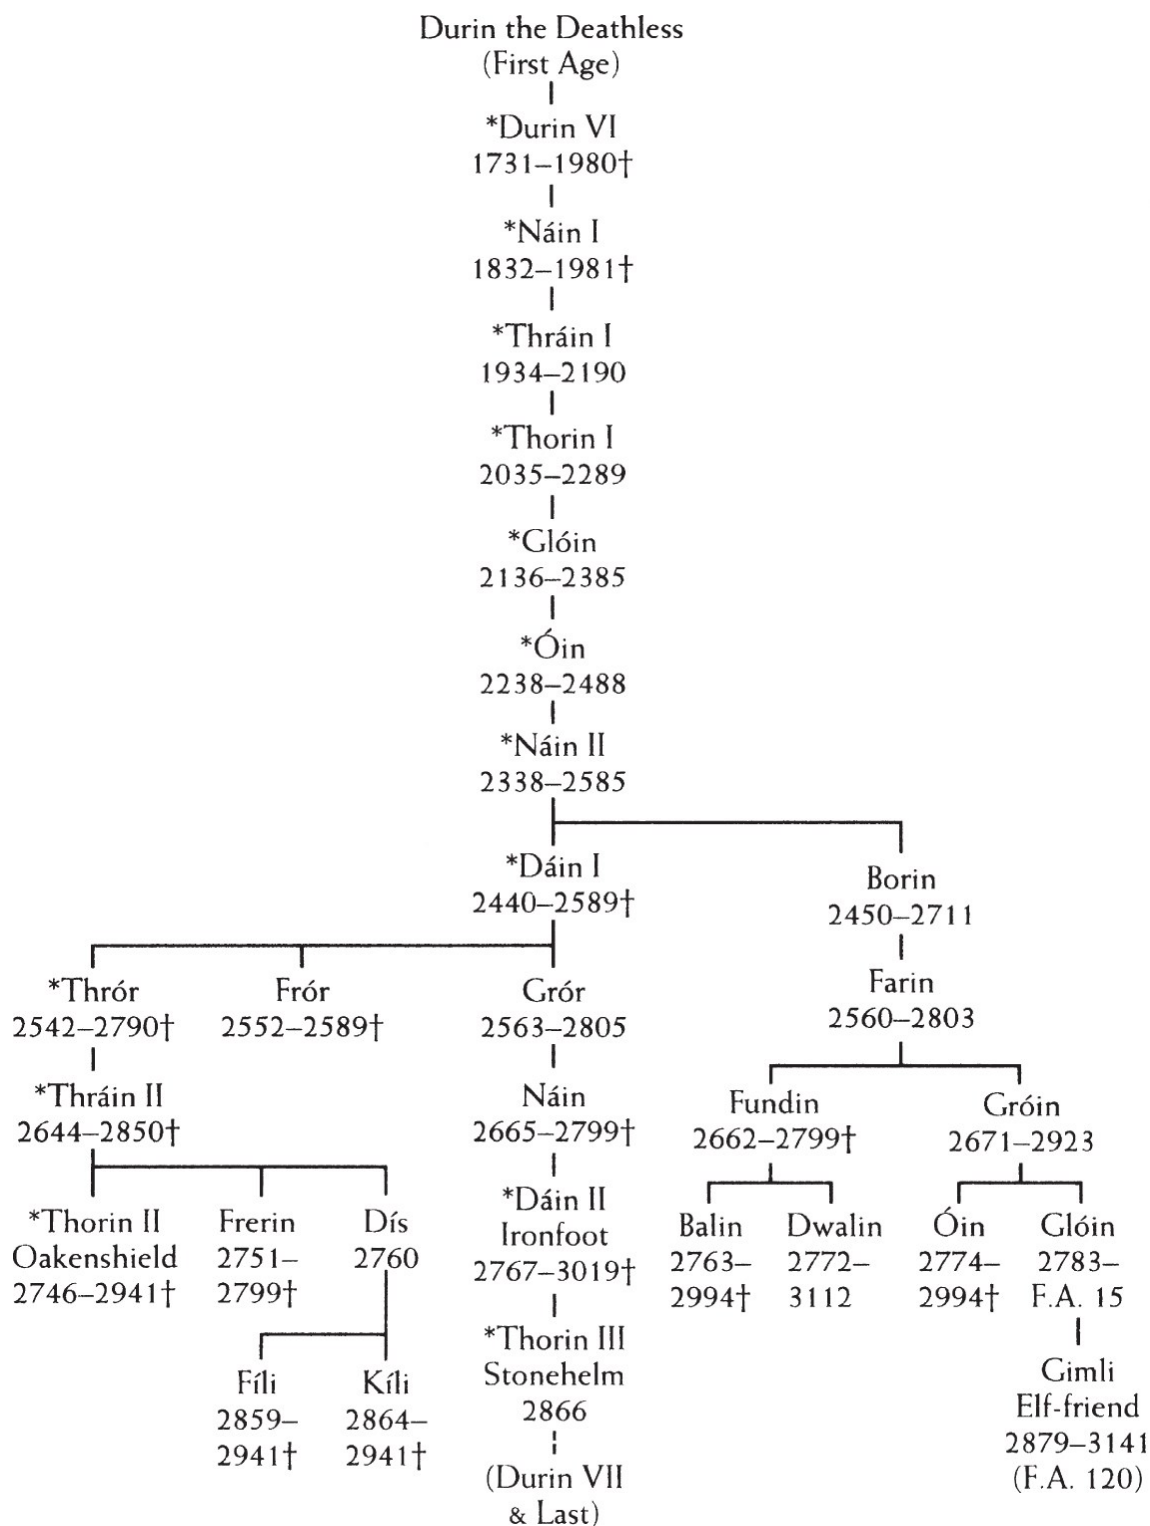 Durin the Deathless
(First Age)
*Durin VI
1731–1980†
*Náin I
1832–1981†
*Thráin I
1934–2190
*Thorin I
2035–2289
*Glóin
2136–2385
*Óin
2238–2488
*Náin II
2338–2585
*Dáin I
2440–2589†
Borin
2450–2711
*Thrór
2542–2790†
Frór
2552–2589†
Grór
2563–2805
Farin
2560–2803
*Thráin II
2644–2850†
Náin
2665–2799†
Fundin
2662–2799†
Gróin
2671–2923
*Thorin II
Oakenshield
2746–2941†
Frerin
2751–
2799†
Dís
2760
*Dáin II
Ironfoot
2767–3019†
Balin
2763–
2994†
Dwalin
2772–
3112
Óin
2774–
2994†
Glóin
2783–
F.A. 15
Fíli
2859–
2941†
Kíli
2864–
2941†
*Thorin III
Stonehelm
2866
(Durin VII
& Last)
Gimli
Elf-friend
2879–3141
(F.A. 120)